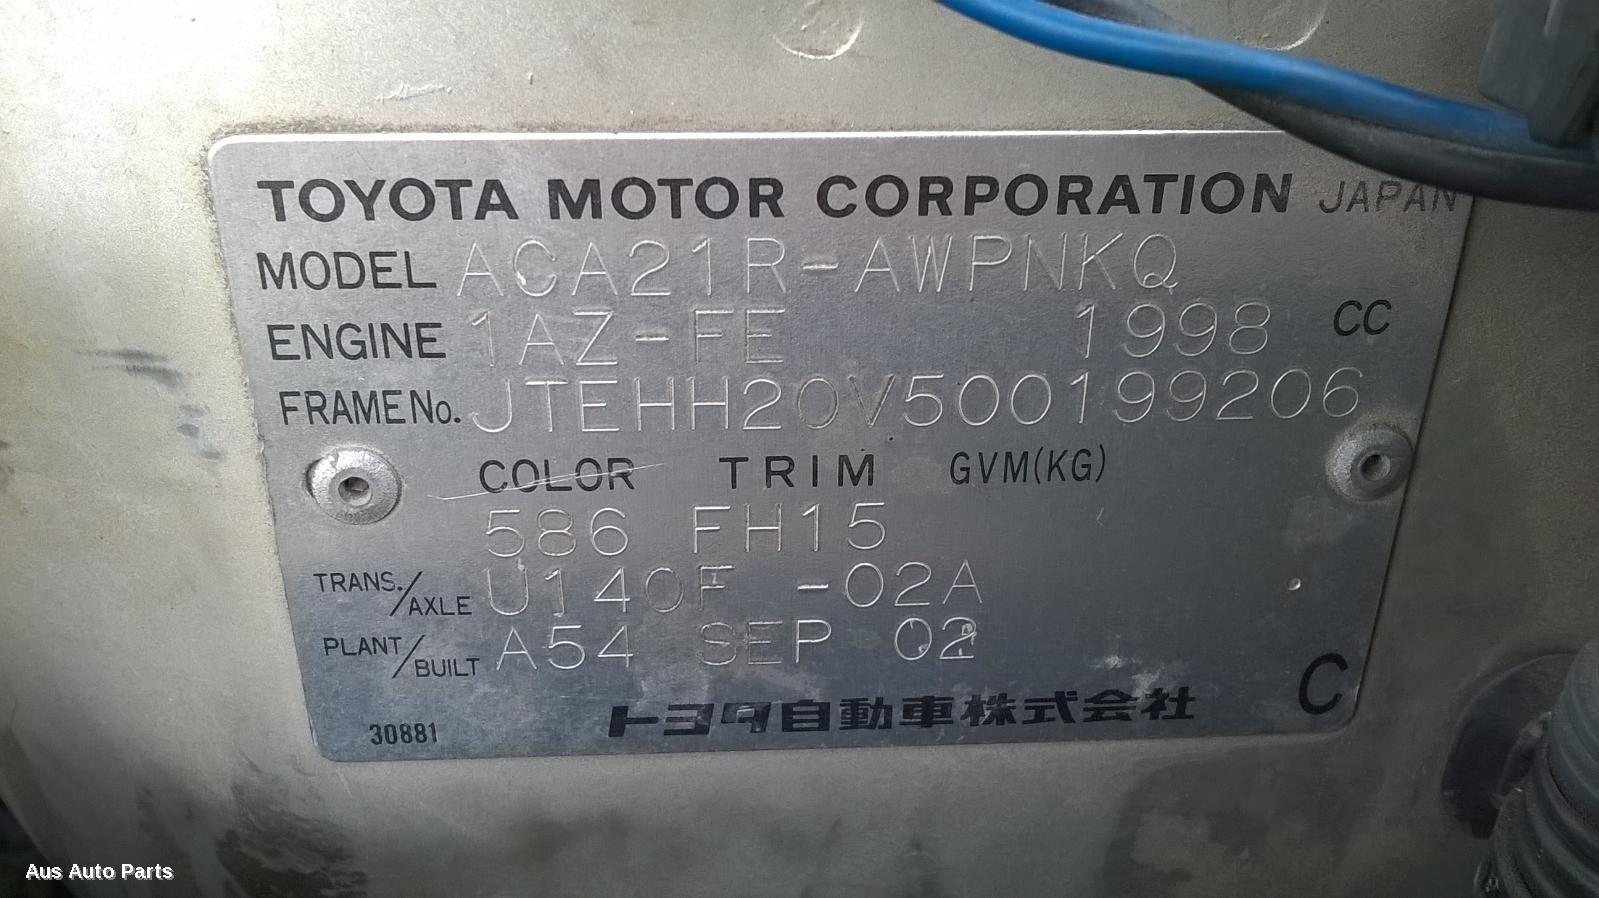 TOYOTA MOTOR CORPORATION JAPAN
MODEL ACA21R-AWPNKQ
ENGINE 1AZ-FE 1998 CC
FRAME No. JTEHH20V500199206
COLOR TRIM GVM(KG)
586 FH15
TRANS./AXLE U140F -02A
PLANT/BUILT A54 SEP 02
トヨタ自動車株式会社 C
30881
Aus Auto Parts